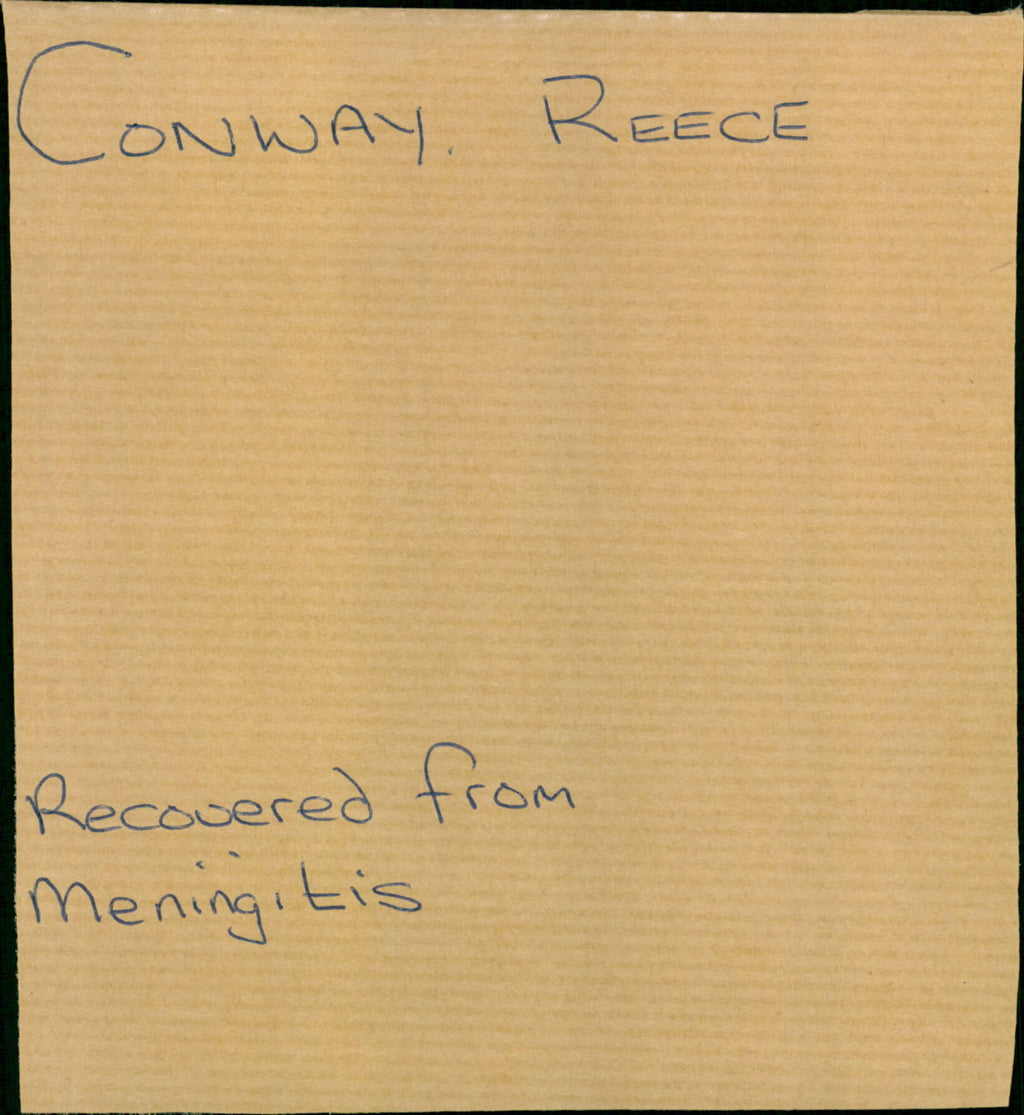 CONWAY. REECE
Recovered from
Meningitis